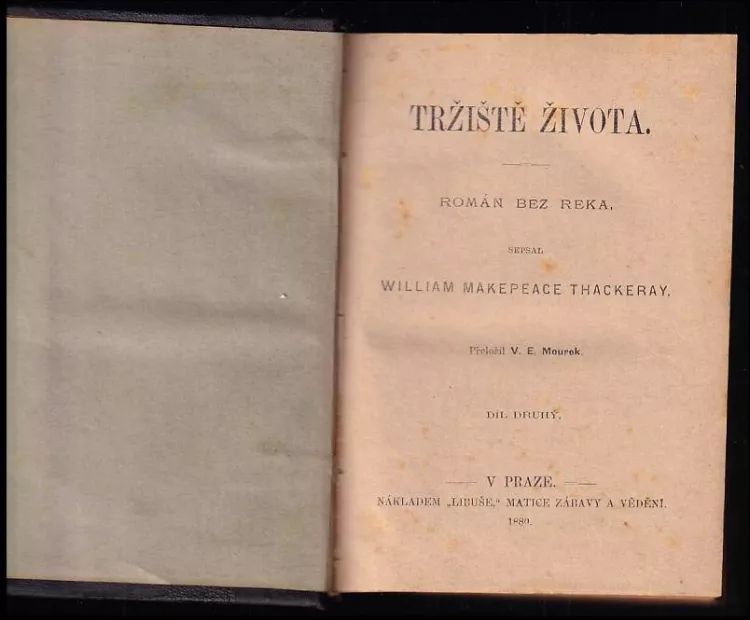 TRŽIŠTĚ ŽIVOTA.
ROMÁN BEZ REKA,
SEPSAL
WILLIAM MAKEPEACE THACKERAY.
Přeložil V. E. Mourek.
DÍL DRUHÝ.
V PRAZE.
NÁKLADEM „LIBUŠE,“ MATICE ZÁBAVY A VĚDĚNÍ.
1880.